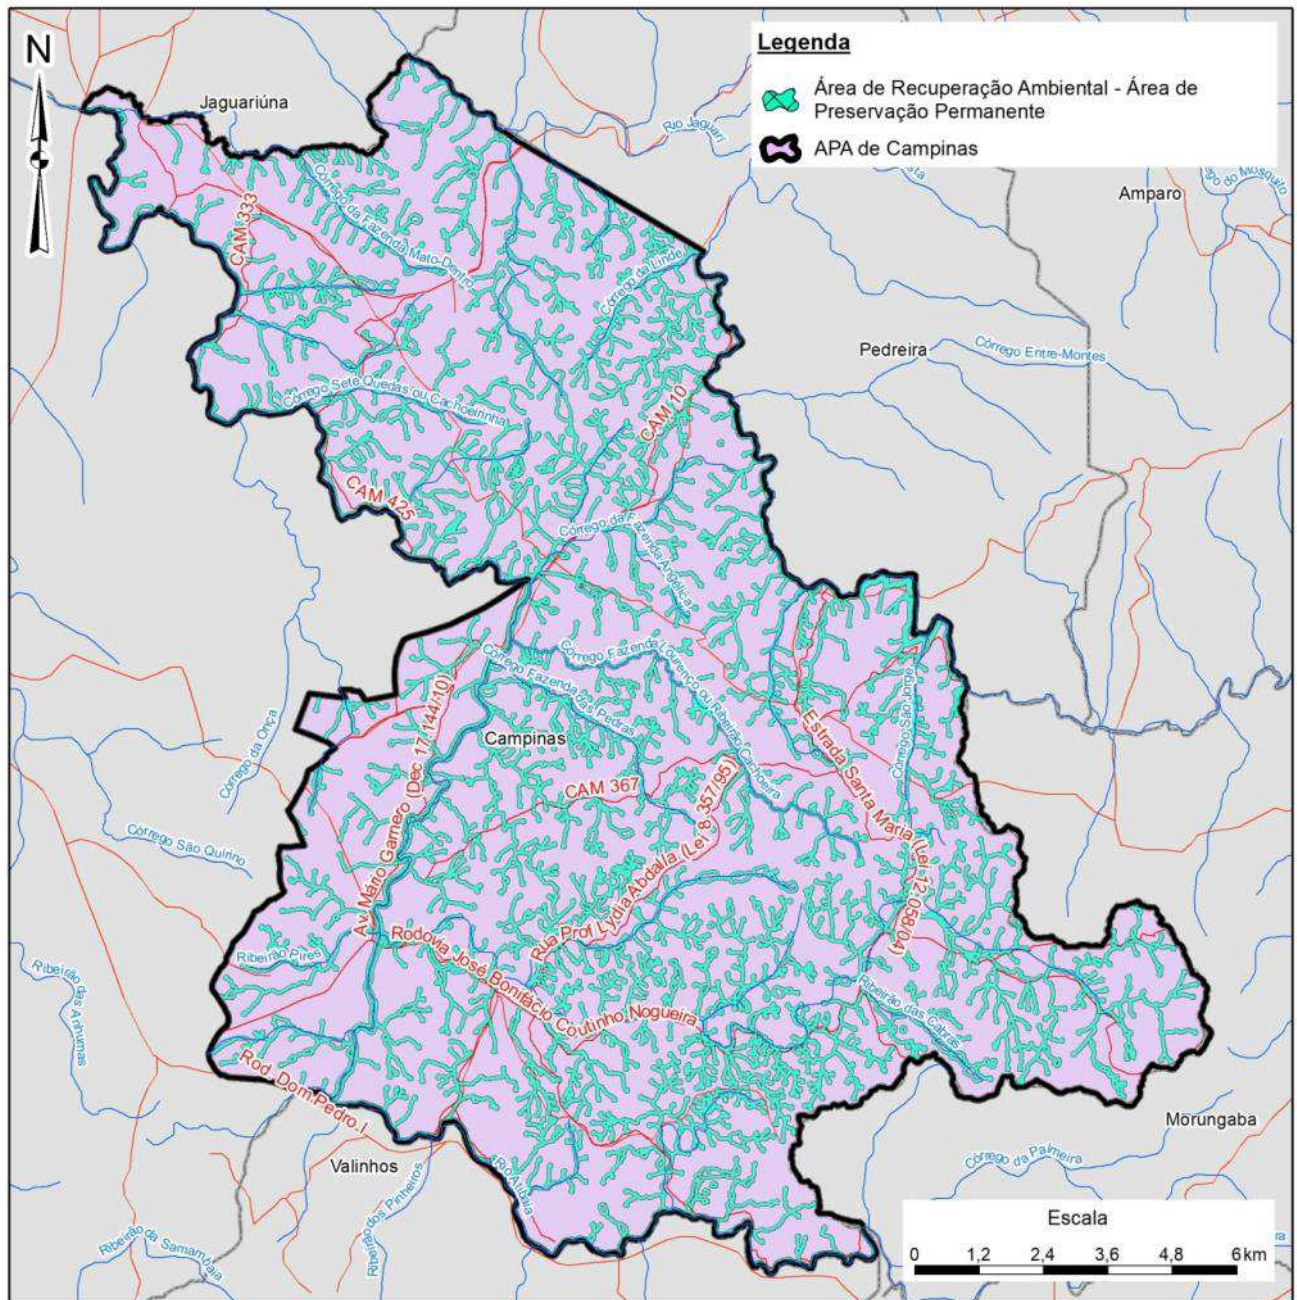 N
Legenda
Área de Recuperação Ambiental - Área de
Preservação Permanente
APA de Campinas
Jaguariúna
Rio Jaguari
Amparo
do Mosquito
CAM 333
Córrego da Fazenda Mato-Dentro
Córrego da Linde
Pedreira
Córrego Entre-Montes
Córrego Sete Quedas ou Cachoeirinha
CAM 10
CAM 425
Córrego da Fazenda Angélica
Córrego Fazenda Lourenço ou Ribeirão Cachoeira
Córrego Fazenda das Pedras
Córrego São Jorge
Córrego da Onça
Campinas
Av. Mário Garnero (Dec 17.144/10)
Estrada Santa Maria (Lei 12.058/04)
CAM 367
Rua Prof Lydia Abdalla (Lei 8.357/95)
Córrego São Quirino
Rodovia José Bonifácio Coutinho Nogueira
Ribeirão Pires
Ribeirão das Anhumas
Ribeirão das Cabras
Rod. Dom.Pedro.I
Morungaba
Valinhos
Rio Atibaia
Ribeirão dos Pinheiros
Córrego da Palmeira
Ribeirão da Samambaia
Escala
0 1,2 2,4 3,6 4,8 6 km